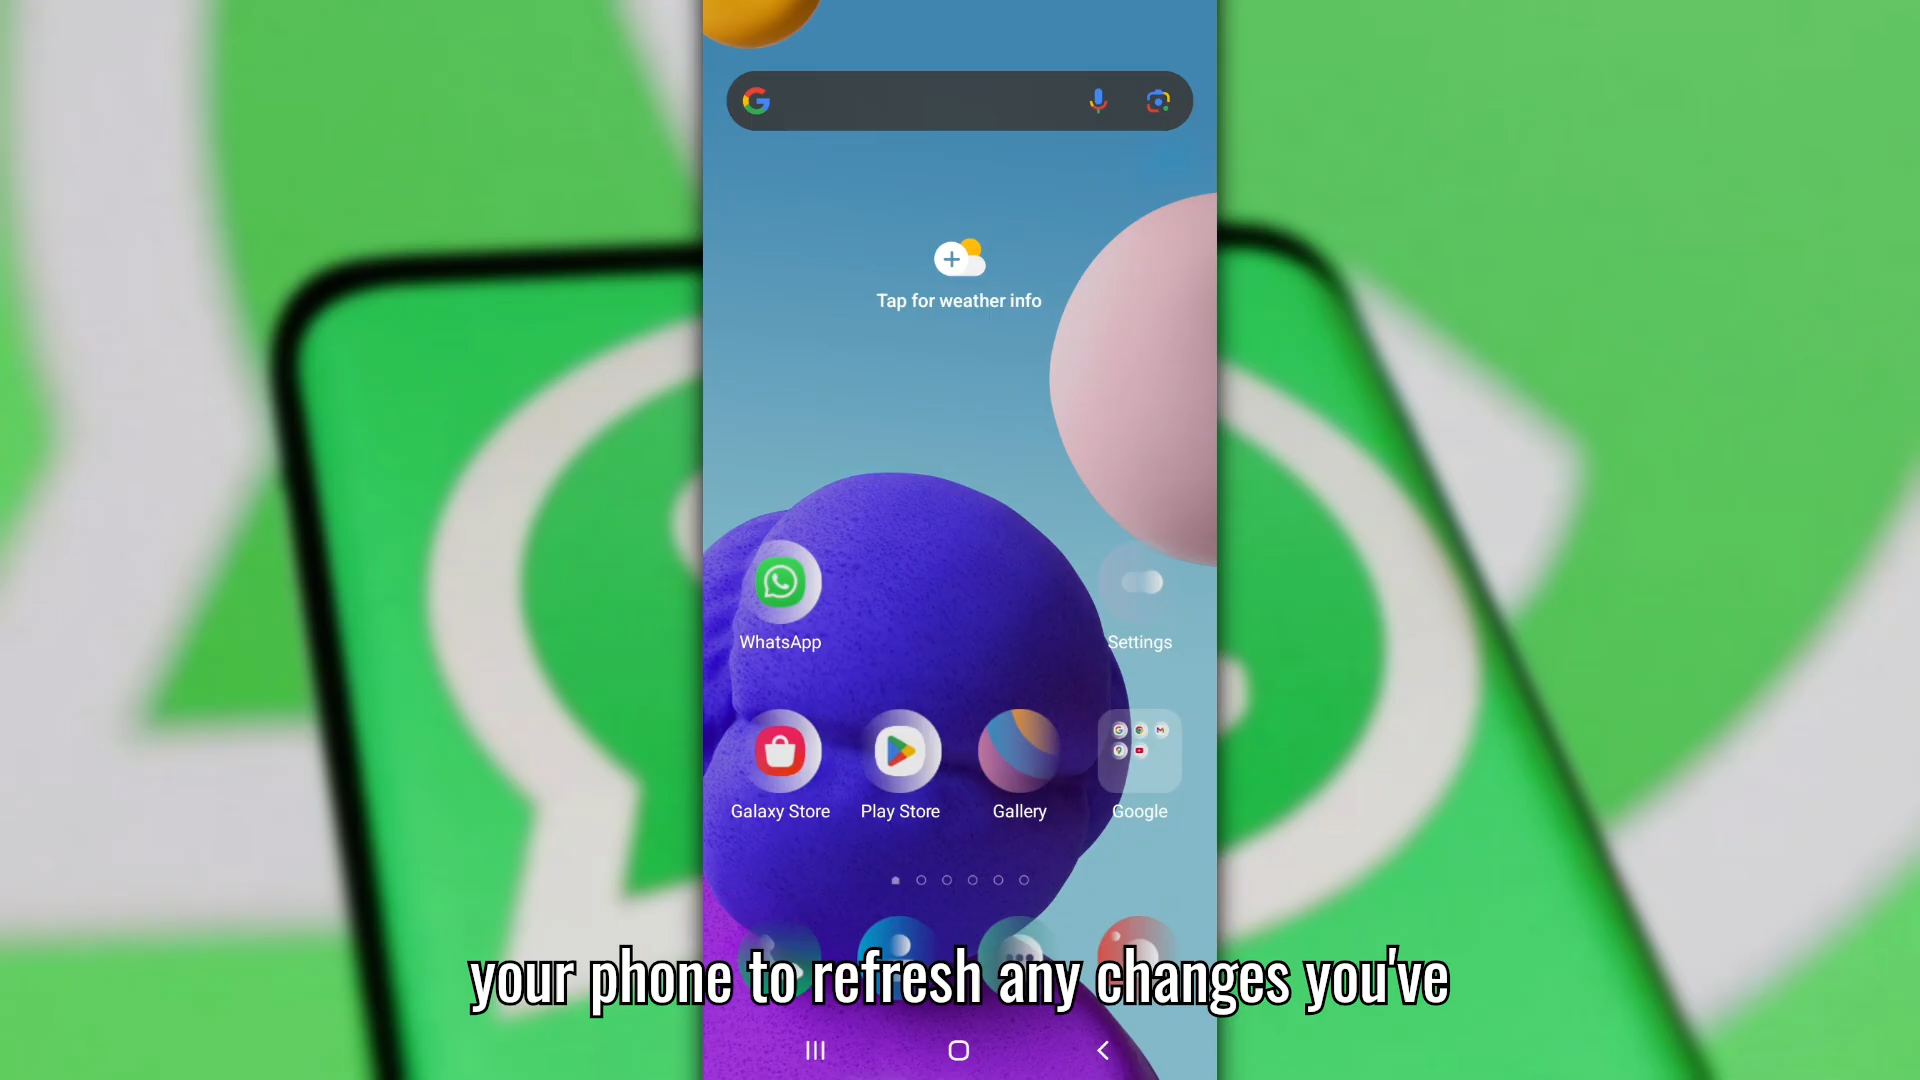 Tap for weather info
WhatsApp
Settings
Galaxy Store
Play Store
Gallery
Google
your phone to refresh any changes you've